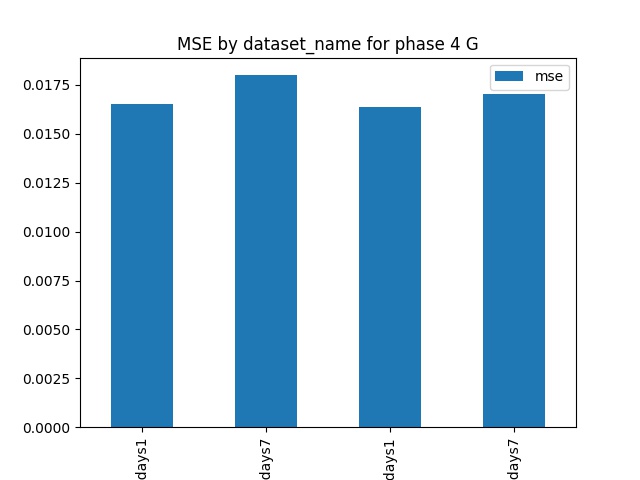 MSE by dataset_name for phase 4 G
mse
0.0175
0.0150
0.0125
0.0100
0.0075
0.0050
0.0025
0.0000
days1
days7
days1
days7